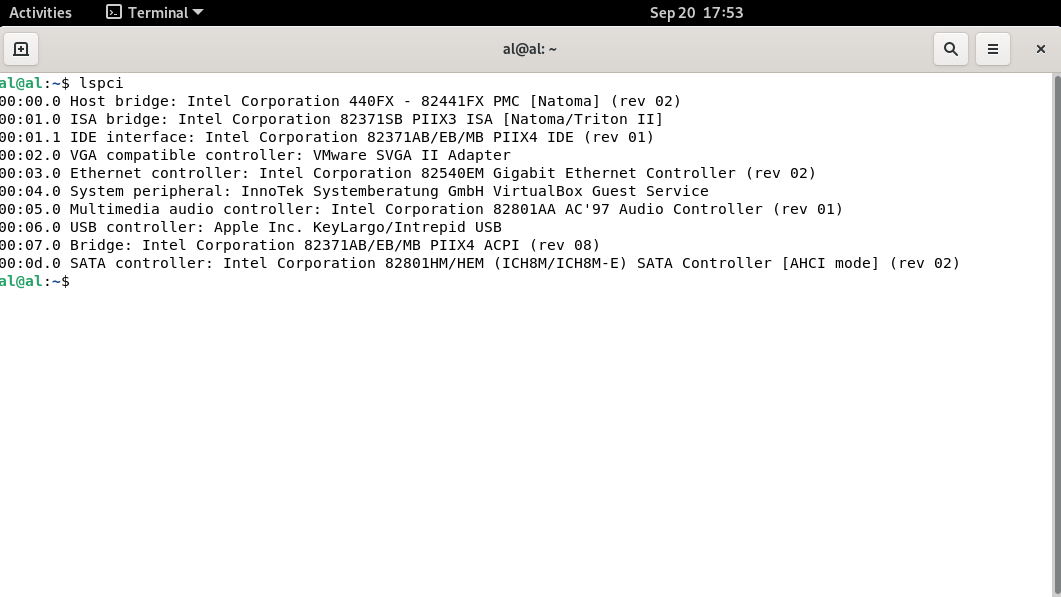 Activities Terminal Sep 20 17:53
al@al: ~
al@al:~$ lspci
00:00.0 Host bridge: Intel Corporation 440FX - 82441FX PMC [Natoma] (rev 02)
00:01.0 ISA bridge: Intel Corporation 82371SB PIIX3 ISA [Natoma/Triton II]
00:01.1 IDE interface: Intel Corporation 82371AB/EB/MB PIIX4 IDE (rev 01)
00:02.0 VGA compatible controller: VMware SVGA II Adapter
00:03.0 Ethernet controller: Intel Corporation 82540EM Gigabit Ethernet Controller (rev 02)
00:04.0 System peripheral: InnoTek Systemberatung GmbH VirtualBox Guest Service
00:05.0 Multimedia audio controller: Intel Corporation 82801AA AC'97 Audio Controller (rev 01)
00:06.0 USB controller: Apple Inc. KeyLargo/Intrepid USB
00:07.0 Bridge: Intel Corporation 82371AB/EB/MB PIIX4 ACPI (rev 08)
00:0d.0 SATA controller: Intel Corporation 82801HM/HEM (ICH8M/ICH8M-E) SATA Controller [AHCI mode] (rev 02)
al@al:~$